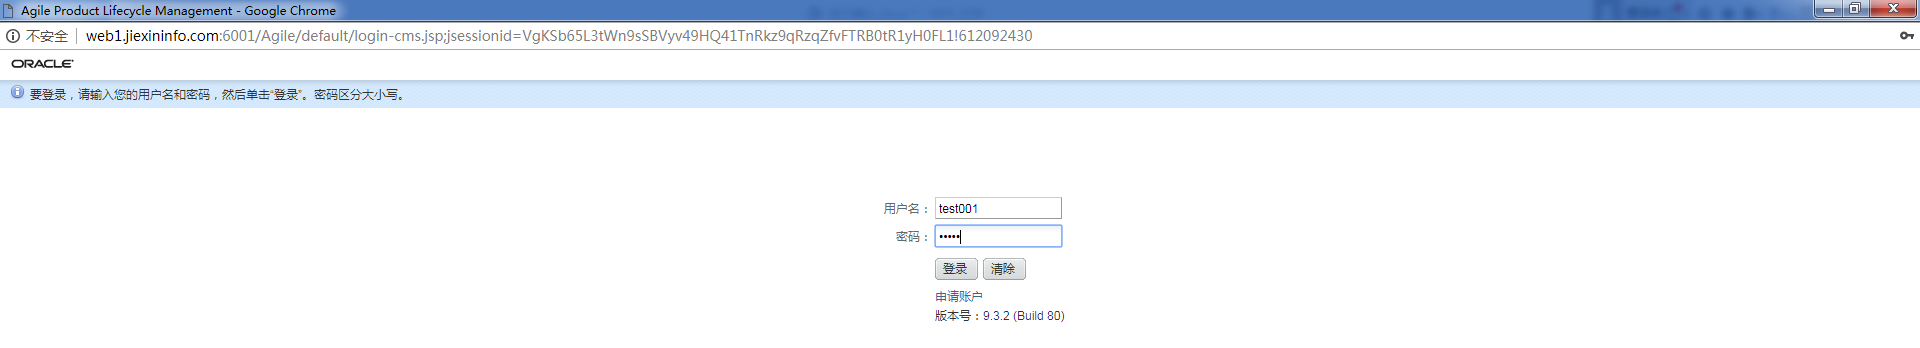 Agile Product Lifecycle Management - Google Chrome
不安全 web1.jiexininfo.com:6001/Agile/default/login-cms.jsp;jsessionid=VgKSb65L3tWn9sSBVyv49HQ41TnRkz9qRzqZfvFTRB0tR1yH0FL1!612092430
ORACLE
要登录，请输入您的用户名和密码，然后单击“登录”。密码区分大小写。
用户名： test001
密码： •••••
登录 清除
申请账户
版本号：9.3.2 (Build 80)